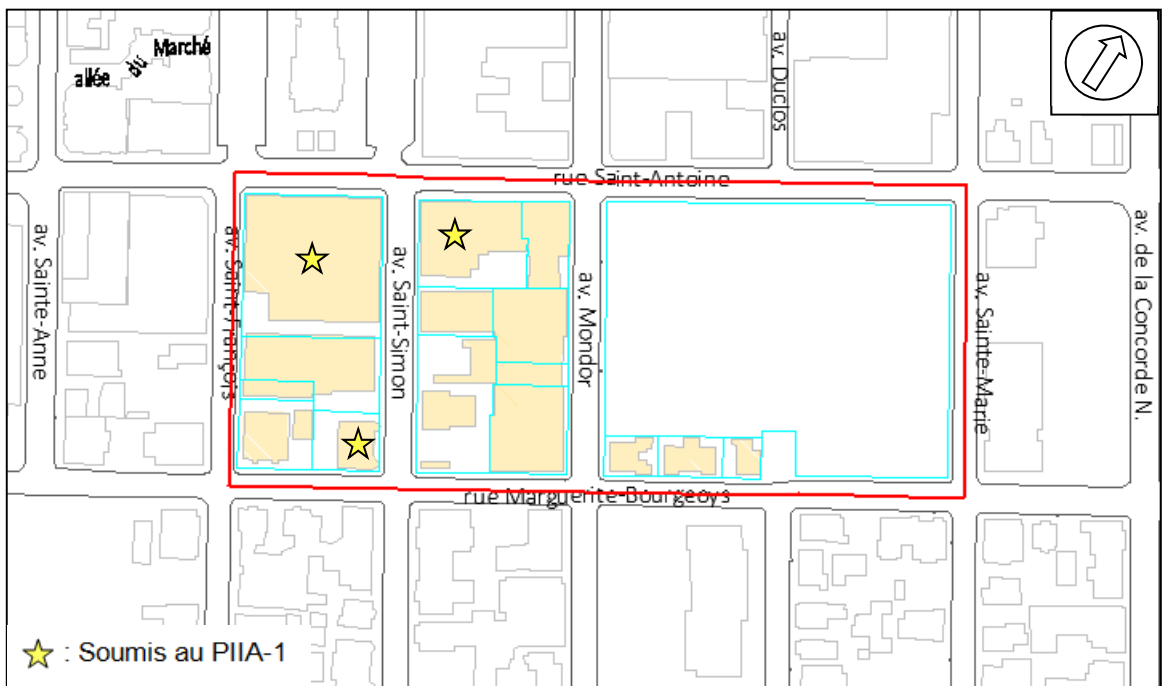 allée du Marché
av. Duclos
rue Saint-Antoine
av. Sainte-Anne
av. Saint-François
av. Saint-Simon
av. Mondor
av. Sainte-Marie
av. de la Concorde N.
rue Marguerite-Bourgeoys
: Soumis au PIIA-1